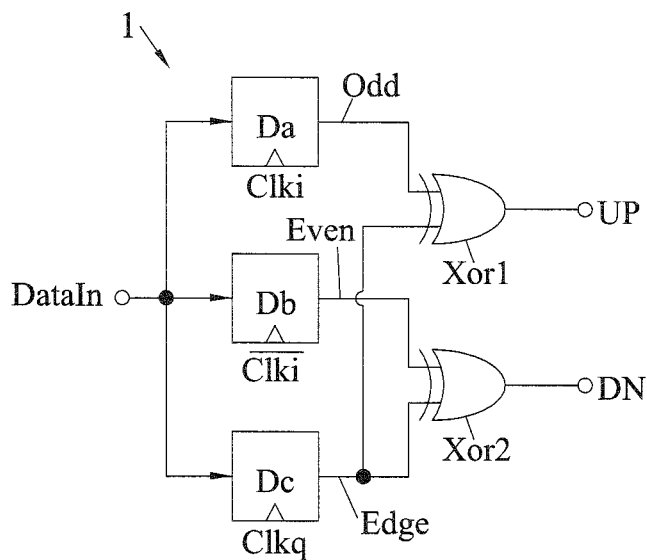 1
Odd
Da
Clki
UP
Xor1
Even
DataIn
Db
Clki
DN
Xor2
Dc
Edge
Clkq